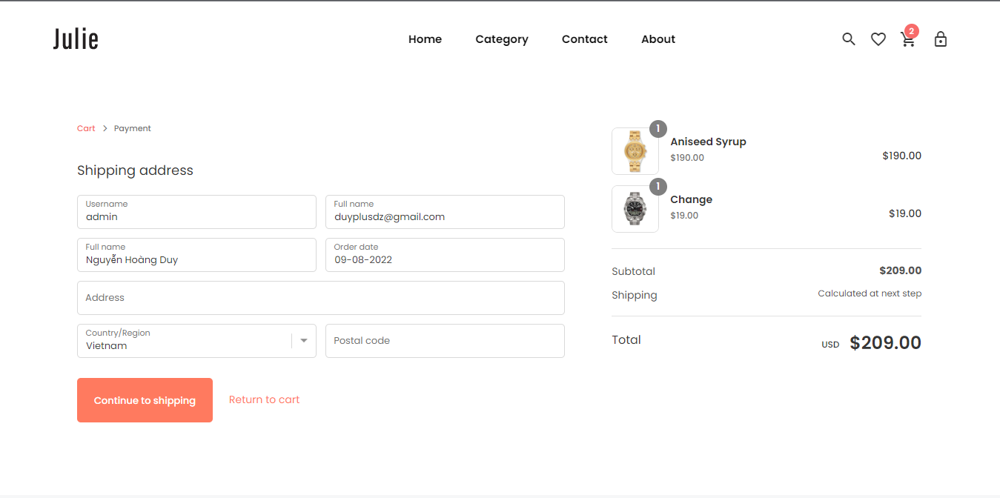 Julie
Home Category Contact About
2
Cart > Payment
Shipping address
Username
admin
Full name
duyplusdz@gmail.com
Full name
Nguyễn Hoàng Duy
Order date
09-08-2022
Address
Country/Region
Vietnam
Postal code
Continue to shipping
Return to cart
1
Aniseed Syrup
$190.00
$190.00
1
Change
$19.00
$19.00
Subtotal $209.00
Shipping Calculated at next step
Total USD $209.00